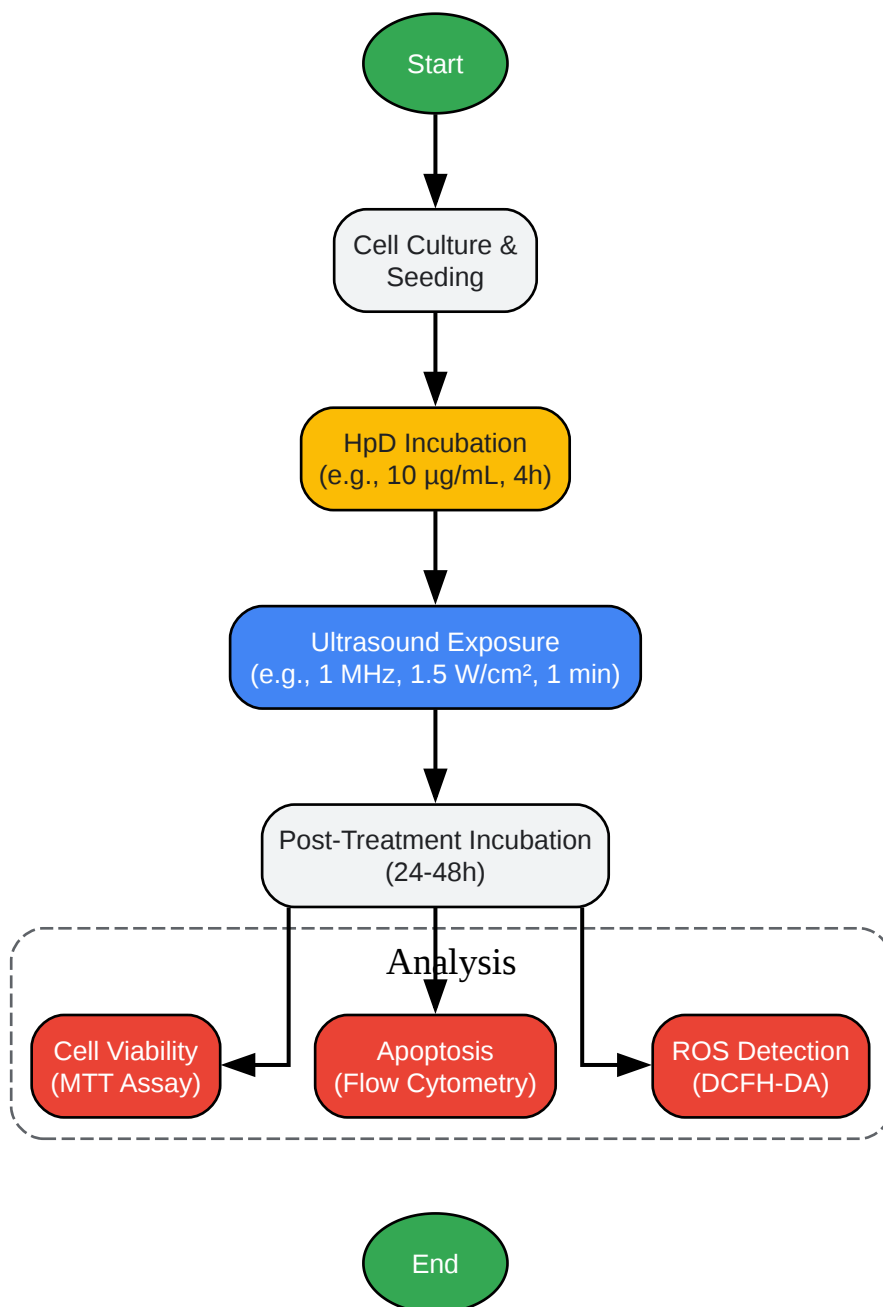 Start
Cell Culture &
Seeding
HpD Incubation
(e.g., 10 µg/mL, 4h)
Ultrasound Exposure
(e.g., 1 MHz, 1.5 W/cm², 1 min)
Post-Treatment Incubation
(24-48h)
Analysis
Cell Viability
(MTT Assay)
Apoptosis
(Flow Cytometry)
ROS Detection
(DCFH-DA)
End